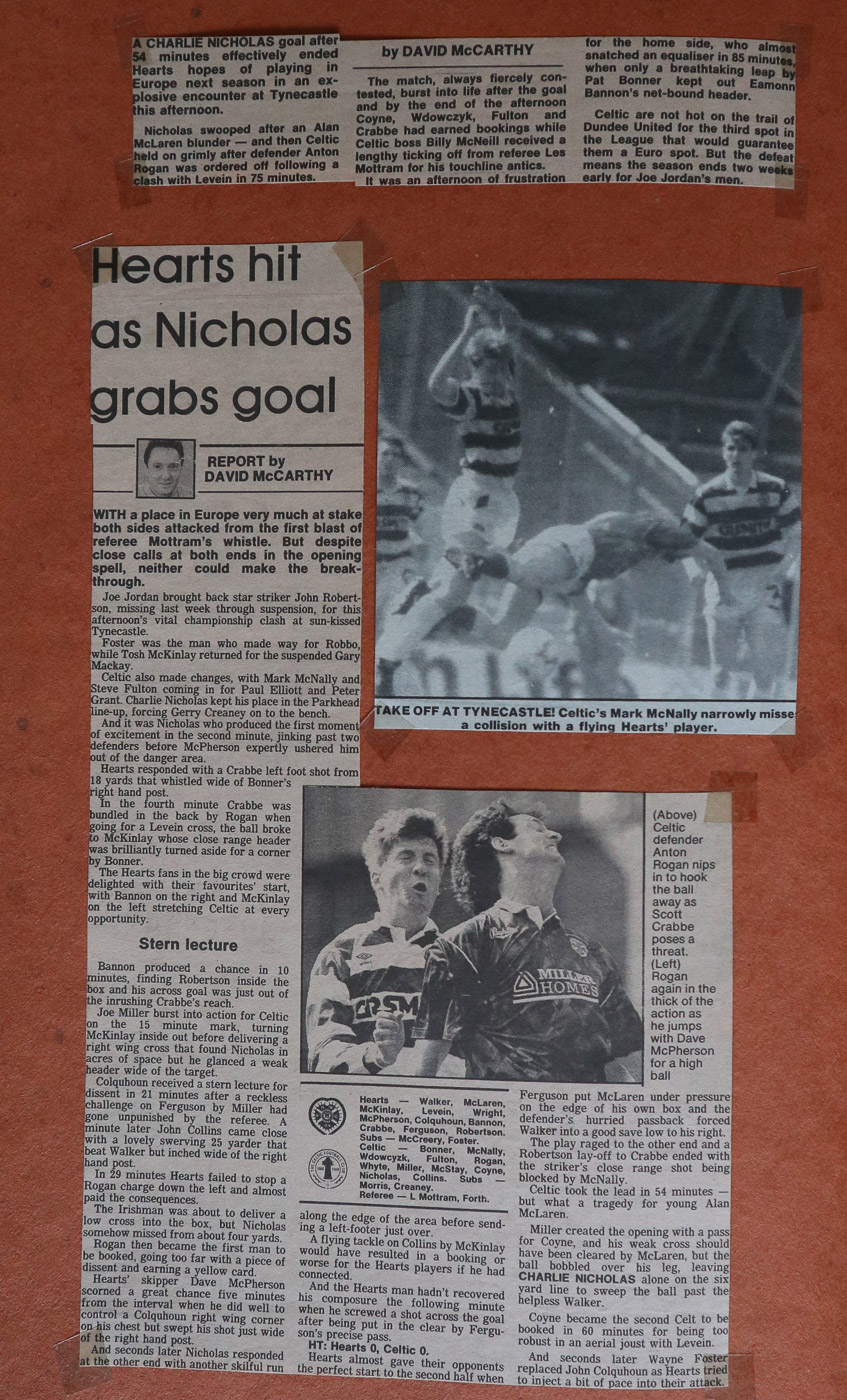 A CHARLIE NICHOLAS goal after
54 minutes effectively ended
Hearts hopes of playing in
Europe next season in an ex-
plosive encounter at Tynecastle
this afternoon.
Nicholas swooped after an Alan
McLaren blunder — and then Celtic
held on grimly after defender Anton
Rogan was ordered off following a
clash with Levein in 75 minutes.
by DAVID McCARTHY
The match, always fiercely con-
tested, burst into life after the goal
and by the end of the afternoon
Coyne, Wdowczyk, Fulton and
Crabbe had earned bookings while
Celtic boss Billy McNeill received a
lengthy ticking off from referee Les
Mottram for his touchline antics.
It was an afternoon of frustration
for the home side, who almost
snatched an equaliser in 85 minutes,
when only a breathtaking leap by
Pat Bonner kept out Eamonn
Bannon's net-bound header.
Celtic are not hot on the trail of
Dundee United for the third spot in
the League that would guarantee
them a Euro spot. But the defeat
means the season ends two weeks
early for Joe Jordan's men.
Hearts hit
as Nicholas
grabs goal
REPORT by
DAVID McCARTHY
WITH a place in Europe very much at stake
both sides attacked from the first blast of
referee Mottram's whistle. But despite
close calls at both ends in the opening
spell, neither could make the break-
through.
Joe Jordan brought back star striker John Robert-
son, missing last week through suspension, for this
afternoon's vital championship clash at sun-kissed
Tynecastle.
Foster was the man who made way for Robbo,
while Tosh McKinlay returned for the suspended Gary
Mackay.
Celtic also made changes, with Mark McNally and
Steve Fulton coming in for Paul Elliott and Peter
Grant. Charlie Nicholas kept his place in the Parkhead
line-up, forcing Gerry Creaney on to the bench.
And it was Nicholas who produced the first moment
of excitement in the second minute, jinking past two
defenders before McPherson expertly ushered him
out of the danger area.
Hearts responded with a Crabbe left foot shot from
18 yards that whistled wide of Bonner's
right hand post.
In the fourth minute Crabbe was
bundled in the back by Rogan when
going for a Levein cross, the ball broke
to McKinlay whose close range header
was brilliantly turned aside for a corner
by Bonner.
The Hearts fans in the big crowd were
delighted with their favourites' start,
with Bannon on the right and McKinlay
on the left stretching Celtic at every
opportunity.
Stern lecture
Bannon produced a chance in 10
minutes, finding Robertson inside the
box and his across goal was just out of
the inrushing Crabbe's reach.
Joe Miller burst into action for Celtic
on the 15 minute mark, turning
McKinlay inside out before delivering a
right wing cross that found Nicholas in
acres of space but he glanced a weak
header wide of the target.
Colquhoun received a stern lecture for
dissent in 21 minutes after a reckless
challenge on Ferguson by Miller had
gone unpunished by the referee. A
minute later John Collins came close
with a lovely swerving 25 yarder that
beat Walker but inched wide of the right
hand post.
In 29 minutes Hearts failed to stop a
Rogan charge down the left and almost
paid the consequences.
The Irishman was about to deliver a
low cross into the box, but Nicholas
somehow missed from about four yards.
Rogan then became the first man to
be booked, going too far with a piece of
dissent and earning a yellow card.
Hearts' skipper Dave McPherson
scorned a great chance five minutes
from the interval when he did well to
control a Colquhoun right wing corner
on his chest but swept his shot just wide
of the right hand post.
And seconds later Nicholas responded
at the other end with another skilful run
TAKE OFF AT TYNECASTLE! Celtic's Mark McNally narrowly misse
a collision with a flying Hearts' player.
MILLER
HOMES
(Above)
Celtic
defender
Anton
Rogan nips
in to hook
the ball
away as
Scott
Crabbe
poses a
threat.
(Left)
Rogan
again in the
thick of the
action as
he jumps
with Dave
McPherson
for a high
ball
Hearts — Walker, McLaren,
McKinlay, Levein, Wright,
McPherson, Colquhoun, Bannon,
Crabbe, Ferguson, Robertson.
Subs — McCreery, Foster.
Celtic — Bonner, McNally,
Wdowczyk, Fulton, Rogan,
Whyte, Miller, McStay, Coyne,
Nicholas, Collins. Subs —
Morris, Creaney.
Referee — L Mottram, Forth.
along the edge of the area before send-
ing a left-footer just over.
A flying tackle on Collins by McKinlay
would have resulted in a booking or
worse for the Hearts players if he had
connected.
And the Hearts man hadn't recovered
his composure the following minute
when he screwed a shot across the goal
after being put in the clear by Fergu-
son's precise pass.
HT: Hearts 0, Celtic 0.
Hearts almost gave their opponents
the perfect start to the second half when
Ferguson put McLaren under pressure
on the edge of his own box and the
defender's hurried passback forced
Walker into a good save low to his right.
The play raged to the other end and a
Robertson lay-off to Crabbe ended with
the striker's close range shot being
blocked by McNally.
Celtic took the lead in 54 minutes —
but what a tragedy for young Alan
McLaren.
Miller created the opening with a pass
for Coyne, and his weak cross should
have been cleared by McLaren, but the
ball bobbled over his leg, leaving
CHARLIE NICHOLAS alone on the six
yard line to sweep the ball past the
helpless Walker.
Coyne became the second Celt to be
booked in 60 minutes for being too
robust in an aerial joust with Levein.
And seconds later Wayne Foster
replaced John Colquhoun as Hearts tried
to inject a bit of pace into their attack.